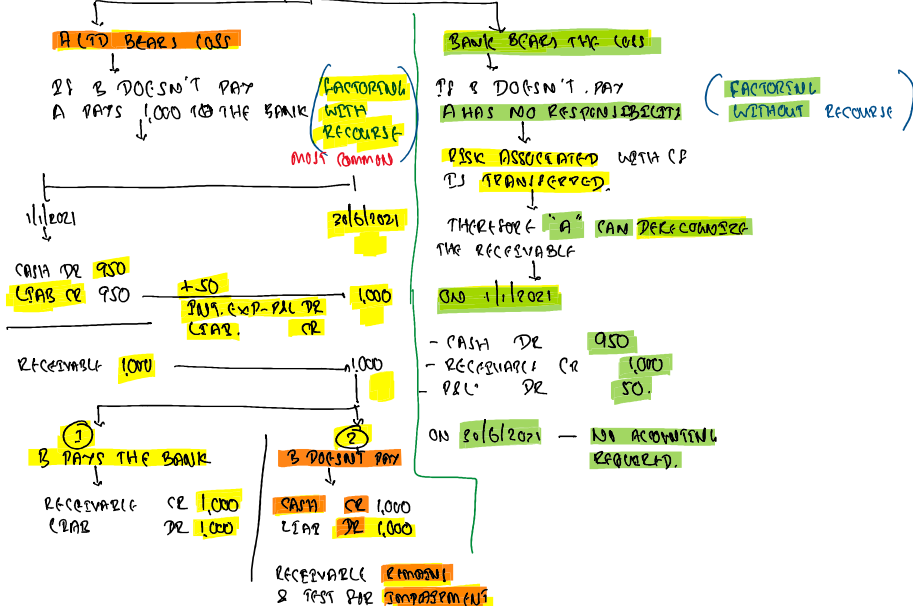 A LTD BEARS LOSS
IF B DOESN'T PAY
A PAYS 1,000 TO THE BANK
(FACTORING
WITH
RECOURSE)
MOST COMMON
1/1/2021
30/6/2021
CASH DR 950
LIAB CR 950
+50
INT. EXP-P&L DR
LIAB. CR
1,000
RECEIVABLE 1,000
1,000
1
B PAYS THE BANK
RECEIVABLE CR 1,000
LIAB DR 1,000
2
B DOESN'T PAY
CASH CR 1,000
LIAB DR 1,000
RECEIVABLE REMAINS
& TEST FOR IMPAIRMENT
BANK BEARS THE LOSS
IF B DOESN'T PAY
A HAS NO RESPONSIBILITY
(FACTORING
WITHOUT RECOURSE)
RISK ASSOCIATED WITH CF
IS TRANSFERRED.
THEREFORE "A" CAN DERECOGNIZE
THE RECEIVABLE
ON 1/1/2021
- CASH DR 950
- RECEIVABLE CR 1,000
- P&L DR 50.
ON 30/6/2021 — NO ACCOUNTING
REQUIRED.